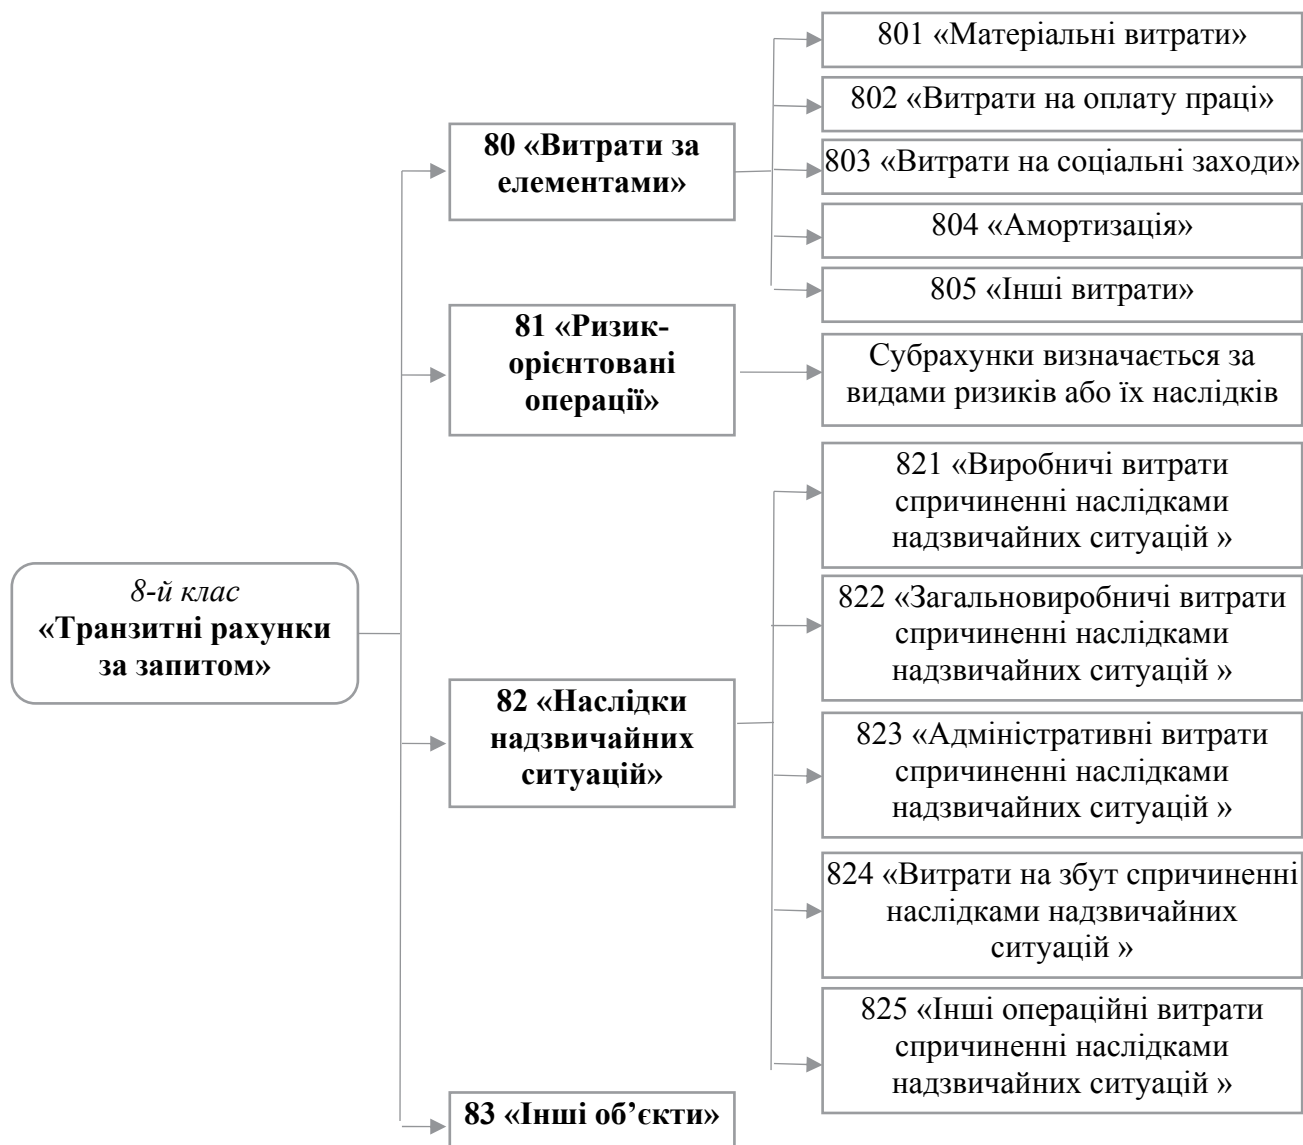 8-й клас
«Транзитні рахунки
за запитом»
80 «Витрати за
елементами»
801 «Матеріальні витрати»
802 «Витрати на оплату праці»
803 «Витрати на соціальні заходи»
804 «Амортизація»
805 «Інші витрати»
81 «Ризик-
орієнтовані
операції»
Субрахунки визначається за
видами ризиків або їх наслідків
82 «Наслідки
надзвичайних
ситуацій»
821 «Виробничі витрати
спричиненні наслідками
надзвичайних ситуацій »
822 «Загальновиробничі витрати
спричиненні наслідками
надзвичайних ситуацій »
823 «Адміністративні витрати
спричиненні наслідками
надзвичайних ситуацій »
824 «Витрати на збут спричиненні
наслідками надзвичайних
ситуацій »
825 «Інші операційні витрати
спричиненні наслідками
надзвичайних ситуацій »
83 «Інші об’єкти»